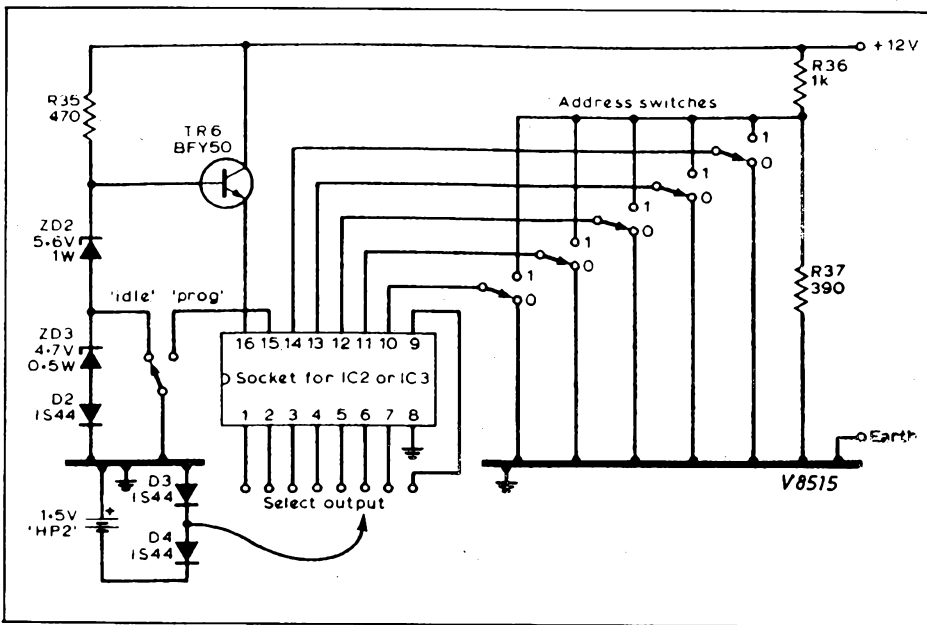 +12V
R36
1k
R35
470
Address switches
TR6
BFY50
1
0
1
0
1
0
1
0
1
0
ZD2
5·6V
1W
R37
390
'idle' 'prog'
ZD3
4·7V
0·5W
16 15 14 13 12 11 10 9
Socket for IC2 or IC3
D2
1S44
1 2 3 4 5 6 7 8
Earth
V8515
D3
1S44
Select output
+
1·5V
'HP2'
D4
1S44